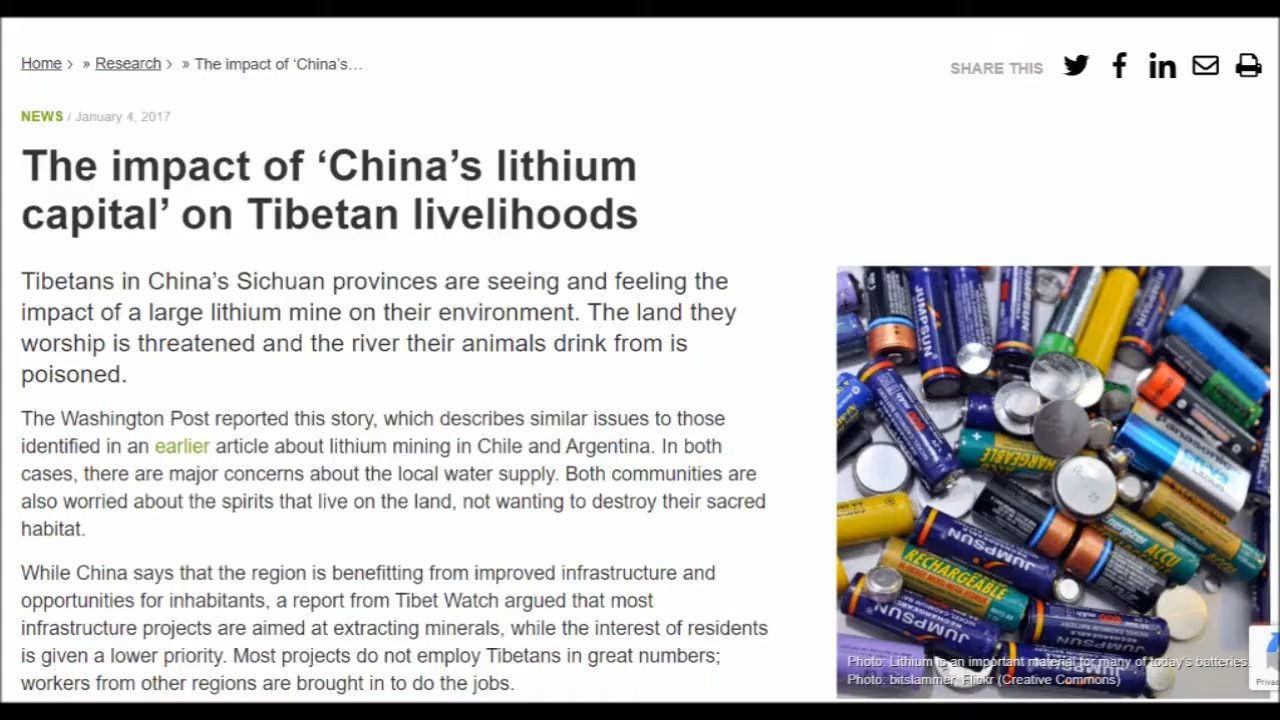 Home › » Research › » The impact of ‘China’s...
SHARE THIS
NEWS / January 4, 2017
The impact of ‘China’s lithium
capital’ on Tibetan livelihoods
Tibetans in China’s Sichuan provinces are seeing and feeling the
impact of a large lithium mine on their environment. The land they
worship is threatened and the river their animals drink from is
poisoned.
The Washington Post reported this story, which describes similar issues to those
identified in an earlier article about lithium mining in Chile and Argentina. In both
cases, there are major concerns about the local water supply. Both communities are
also worried about the spirits that live on the land, not wanting to destroy their sacred
habitat.
While China says that the region is benefitting from improved infrastructure and
opportunities for inhabitants, a report from Tibet Watch argued that most
infrastructure projects are aimed at extracting minerals, while the interest of residents
is given a lower priority. Most projects do not employ Tibetans in great numbers;
workers from other regions are brought in to do the jobs.
JUMPSUN
RECHARGEABLE
Panasonic
JUMPSUN
Energizer
ACCU
RECHARGEABLE
JUMPSUN
JUMPSUN
Photo: Lithium is an important material for many of today's batteries.
Photo: bitslammer, Flickr (Creative Commons)